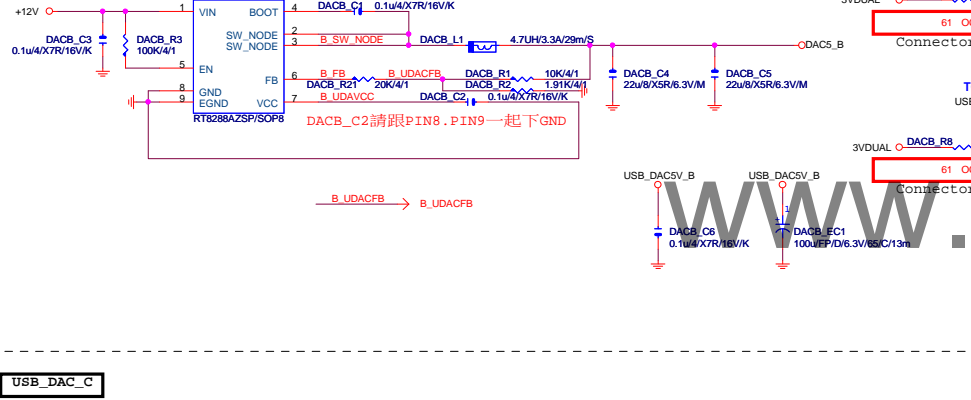 3VDUAL
DACB_C1 0.1u/4/X7R/16V/K
+12V 1 VIN BOOT 4
61 OC
DACB_C3
0.1u/4/X7R/16V/K
DACB_R3
100K/4/1
SW_NODE 2
SW_NODE 3 B_SW_NODE DACB_L1 4.7UH/3.3A/29m/S DAC5_B
Connector
5 EN
FB 6 B_FB B_UDACFB DACB_R1 10K/4/1
DACB_R21 20K/4/1 DACB_R2 1.91K/4/1
DACB_C4
22u/8/X5R/6.3V/M
DACB_C5
22u/8/X5R/6.3V/M
8 GND
9 EGND
VCC 7 B_UDAVCC DACB_C2 0.1u/4/X7R/16V/K
RT8288AZSP/SOP8
DACB_C2請跟PIN8.PIN9一起下GND
T
USB
3VDUAL DACB_R8
61 OC
Connector
USB_DAC5V_B USB_DAC5V_B
B_UDACFB B_UDACFB
WWW.
DACB_C6
0.1u/4/X7R/16V/K
1
+
DACB_EC1
100u/FP/D/6.3V/65/C/13m
USB_DAC_C